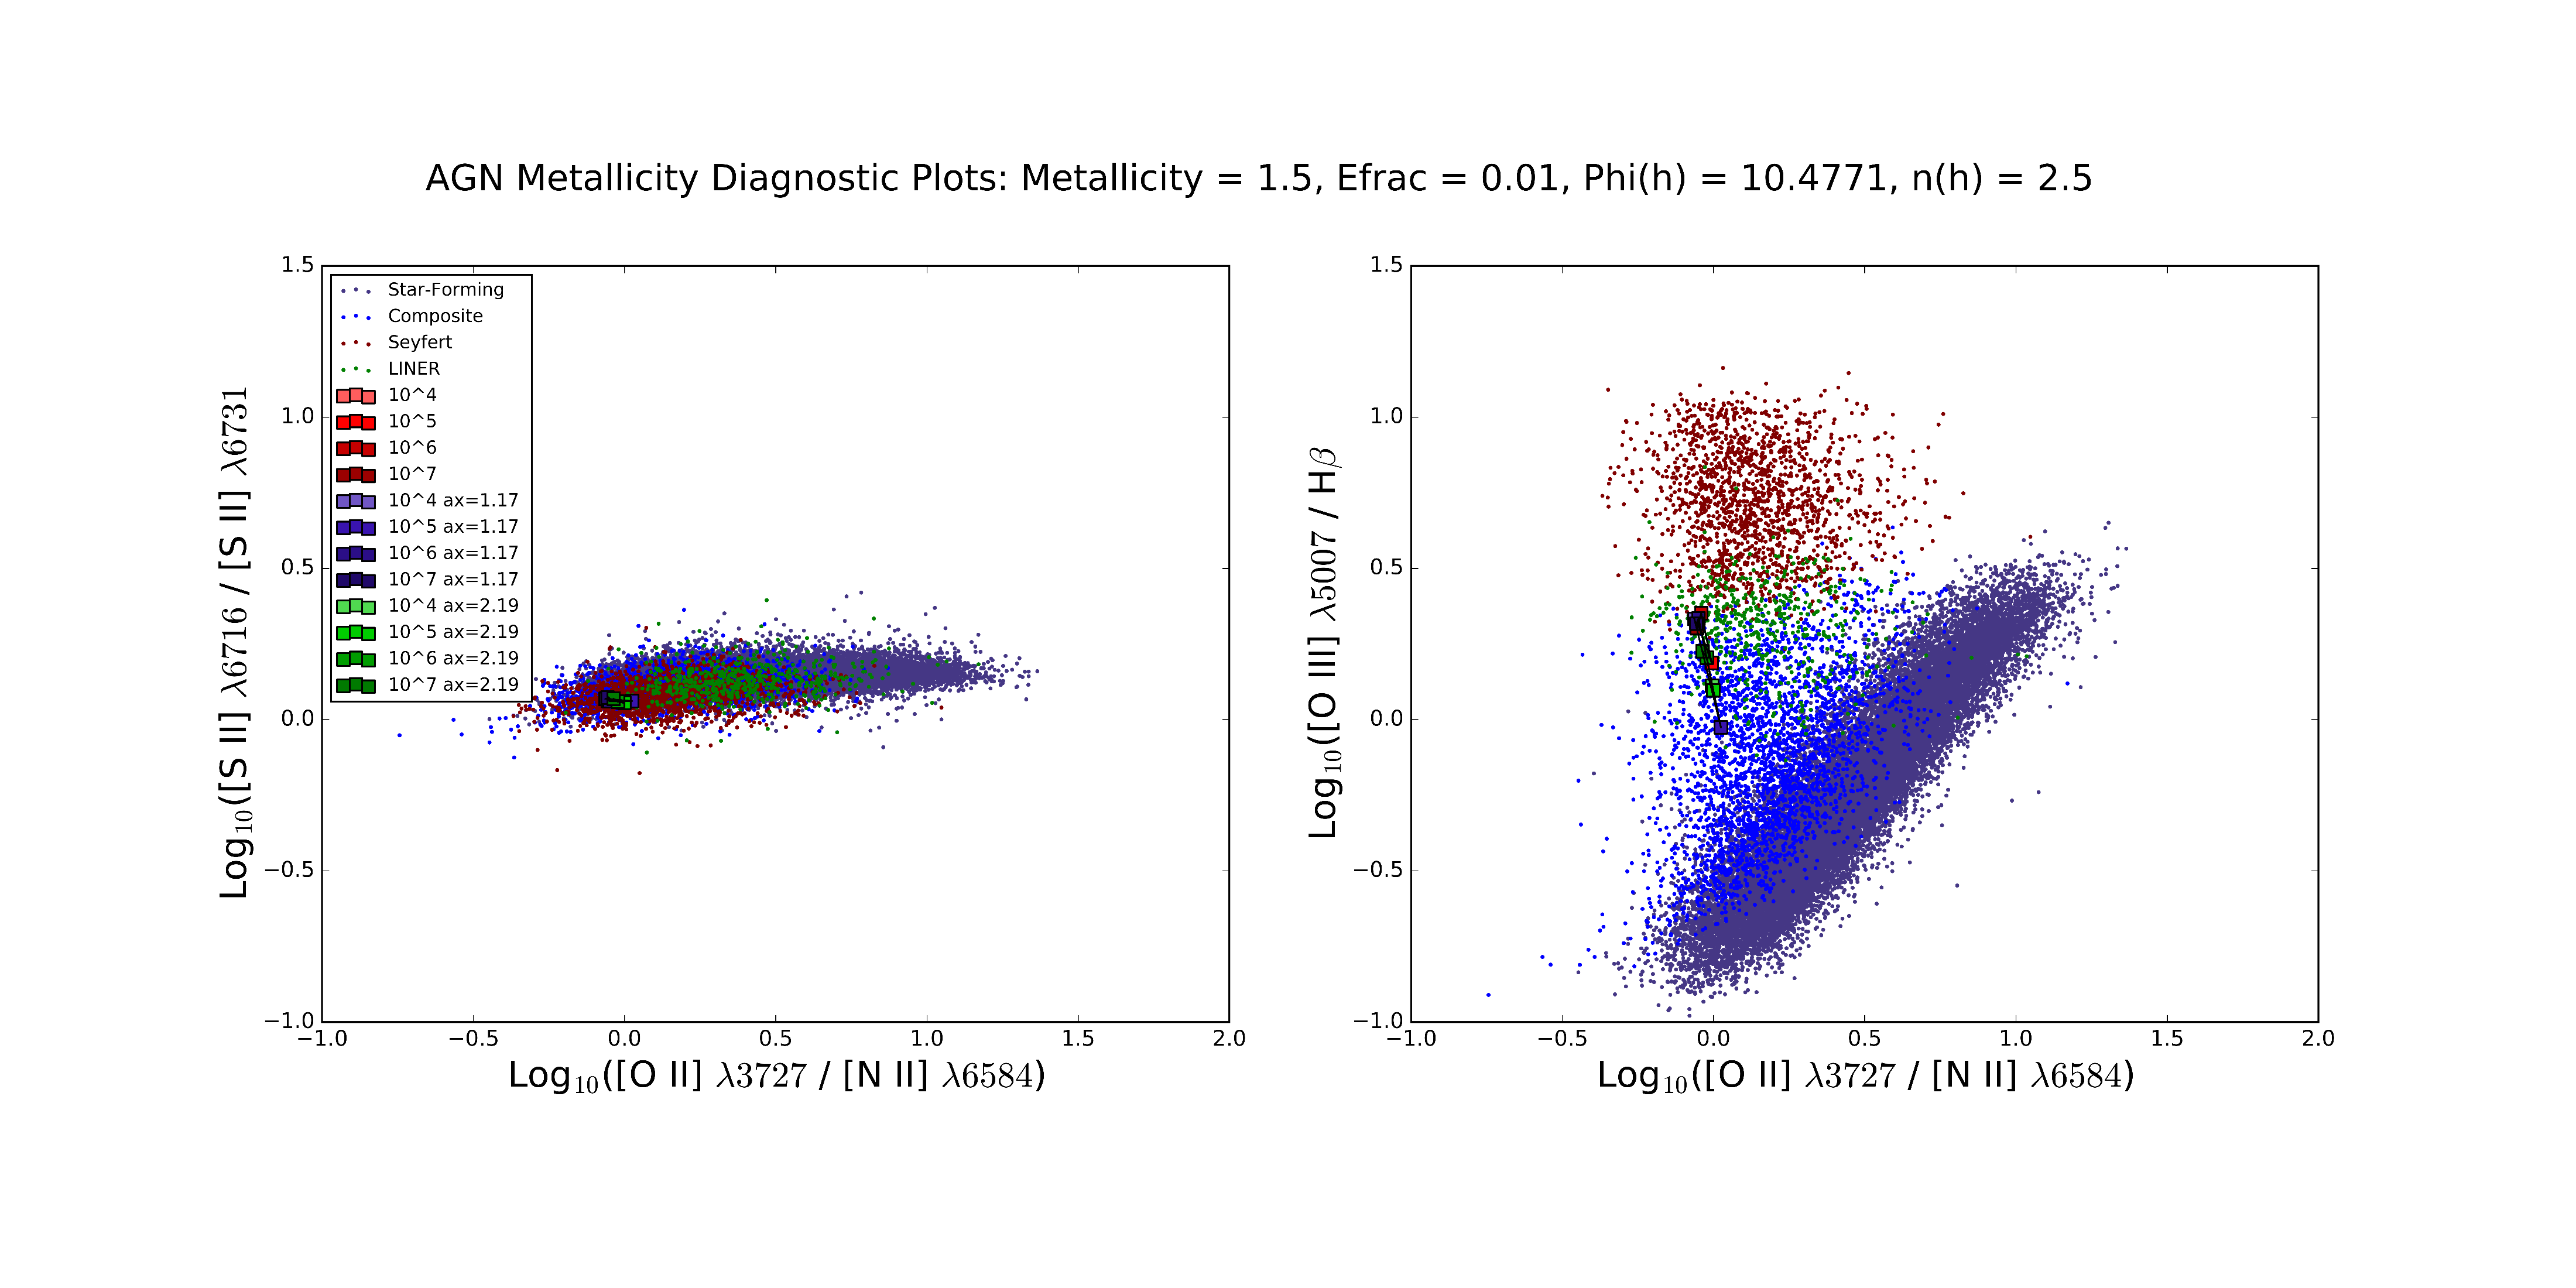 AGN Metallicity Diagnostic Plots: Metallicity = 1.5, Efrac = 0.01, Phi(h) = 10.4771, n(h) = 2.5
Log₁₀([S II] λ6716 / [S II] λ6731
1.5
1.0
0.5
0.0
−0.5
−1.0
Star-Forming
Composite
Seyfert
LINER
10^4
10^5
10^6
10^7
10^4 ax=1.17
10^5 ax=1.17
10^6 ax=1.17
10^7 ax=1.17
10^4 ax=2.19
10^5 ax=2.19
10^6 ax=2.19
10^7 ax=2.19
−1.0 −0.5 0.0 0.5 1.0 1.5 2.0
Log₁₀([O II] λ3727 / [N II] λ6584)
Log₁₀([O III] λ5007 / Hβ
1.5
1.0
0.5
0.0
−0.5
−1.0
−1.0 −0.5 0.0 0.5 1.0 1.5 2.0
Log₁₀([O II] λ3727 / [N II] λ6584)